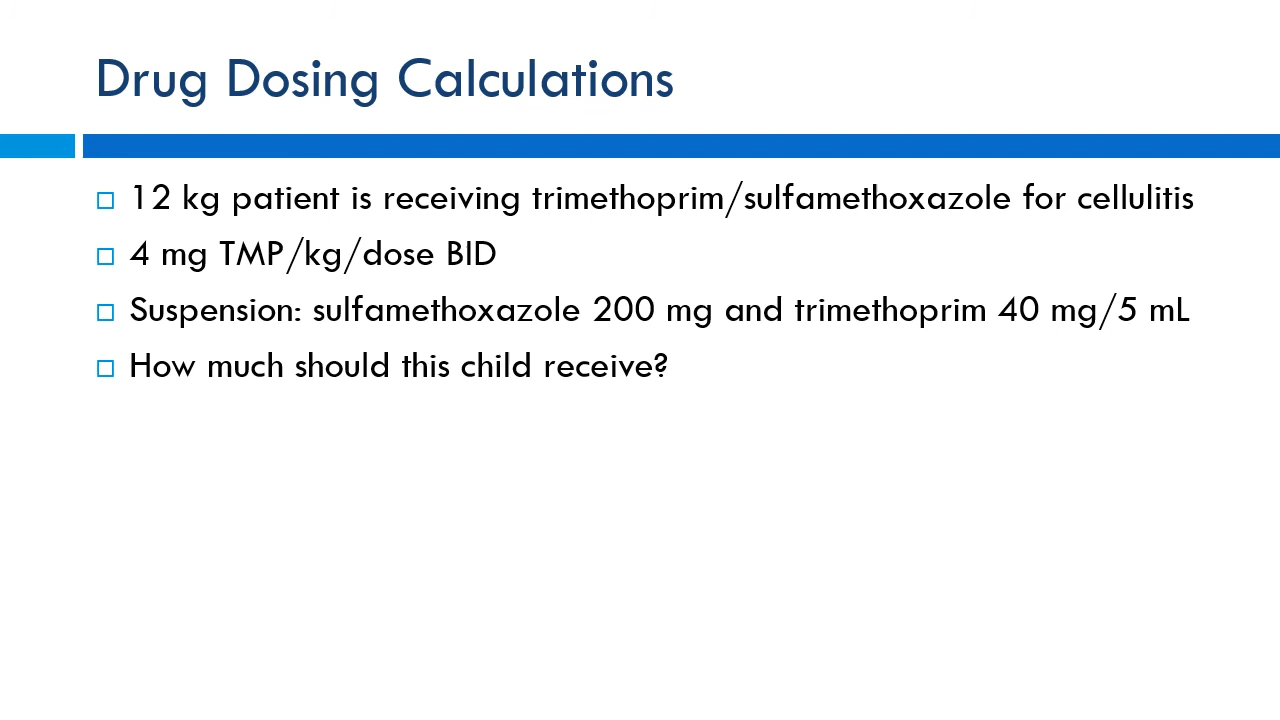 Drug Dosing Calculations
12 kg patient is receiving trimethoprim/sulfamethoxazole for cellulitis
4 mg TMP/kg/dose BID
Suspension: sulfamethoxazole 200 mg and trimethoprim 40 mg/5 mL
How much should this child receive?